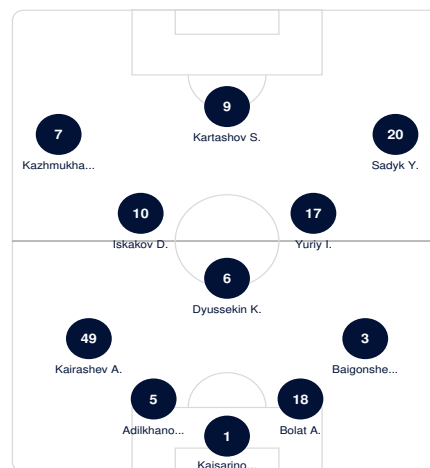 9
Kartashov S.
7
Kazhmukha...
20
Sadyk Y.
10
Iskakov D.
17
Yuriy I.
6
Dyussekin K.
49
Kairashev A.
3
Baigonshe...
5
Adilkhano...
18
Bolat A.
1
Kaisarino...